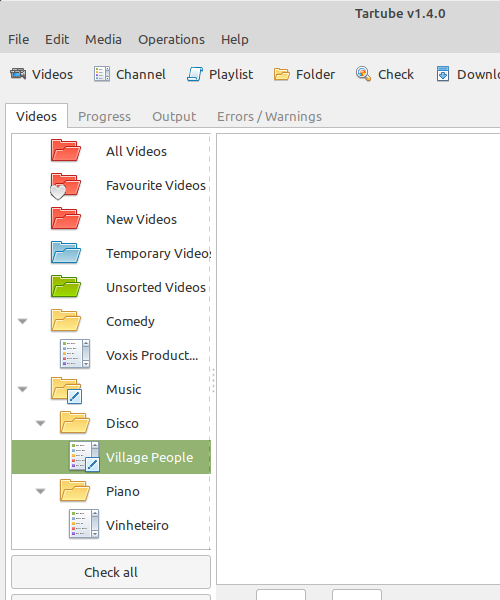 Tartube v1.4.0
File Edit Media Operations Help
Videos Channel Playlist Folder Check
Videos Progress Output Errors / Warnings
All Videos
Favourite Videos
New Videos
Temporary Videos
Unsorted Videos
Comedy
Voxis Product...
Music
Disco
Village People
Piano
Vinheteiro
Check all